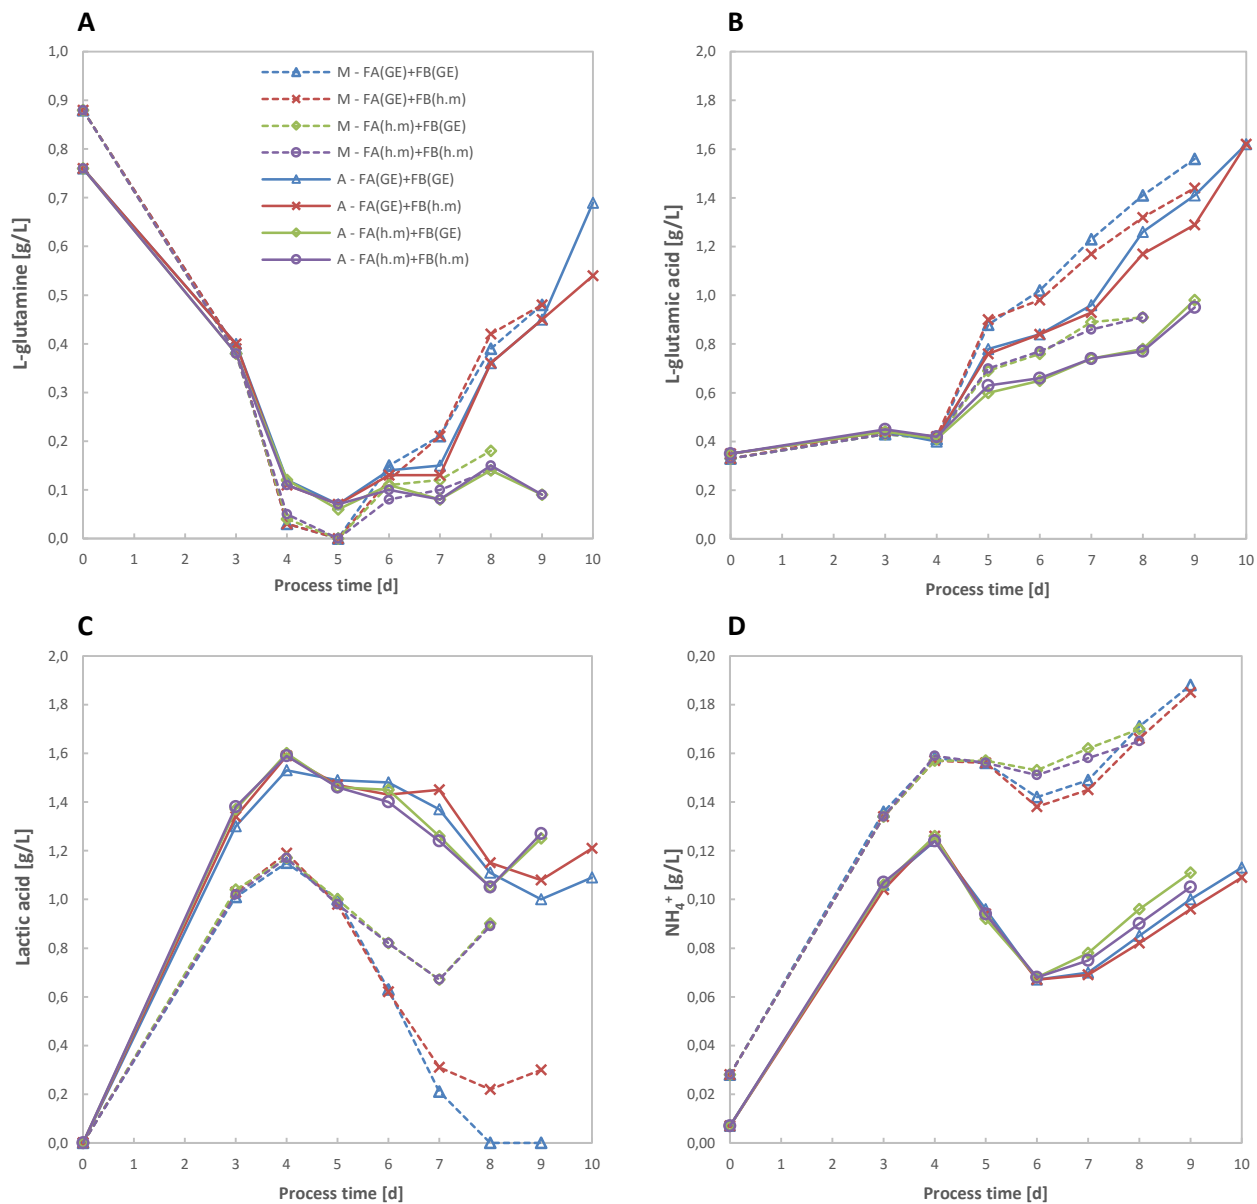 A
1,0
0,9
0,8
0,7
0,6
0,5
0,4
0,3
0,2
0,1
0,0
L-glutamine [g/L]
M - FA(GE)+FB(GE)
M - FA(GE)+FB(h.m)
M - FA(h.m)+FB(GE)
M - FA(h.m)+FB(h.m)
A - FA(GE)+FB(GE)
A - FA(GE)+FB(h.m)
A - FA(h.m)+FB(GE)
A - FA(h.m)+FB(h.m)
0 1 2 3 4 5 6 7 8 9 10
Process time [d]
B
2,0
1,8
1,6
1,4
1,2
1,0
0,8
0,6
0,4
0,2
0,0
L-glutamic acid [g/L]
0 1 2 3 4 5 6 7 8 9 10
Process time [d]
C
2,0
1,8
1,6
1,4
1,2
1,0
0,8
0,6
0,4
0,2
0,0
Lactic acid [g/L]
0 1 2 3 4 5 6 7 8 9 10
Process time [d]
D
0,20
0,18
0,16
0,14
0,12
0,10
0,08
0,06
0,04
0,02
0,00
NH₄⁺ [g/L]
0 1 2 3 4 5 6 7 8 9 10
Process time [d]